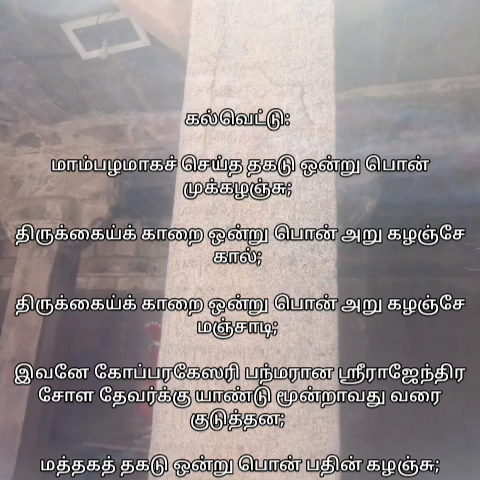 கல்வெட்டு:
மாம்பழமாகச் செய்த தகடு ஒன்று பொன்
முக்கழஞ்சு;
திருக்கைய்க் காறை ஒன்று பொன் அறு கழஞ்சே
கால்;
திருக்கைய்க் காறை ஒன்று பொன் அறு கழஞ்சே
மஞ்சாடி;
இவனே கோப்பரகேஸரி பந்மரான ஸ்ரீராஜேந்திர
சோள தேவர்க்கு யாண்டு மூன்றாவது வரை
குடுத்தன;
மத்தகத் தகடு ஒன்று பொன் பதின் கழஞ்சு;